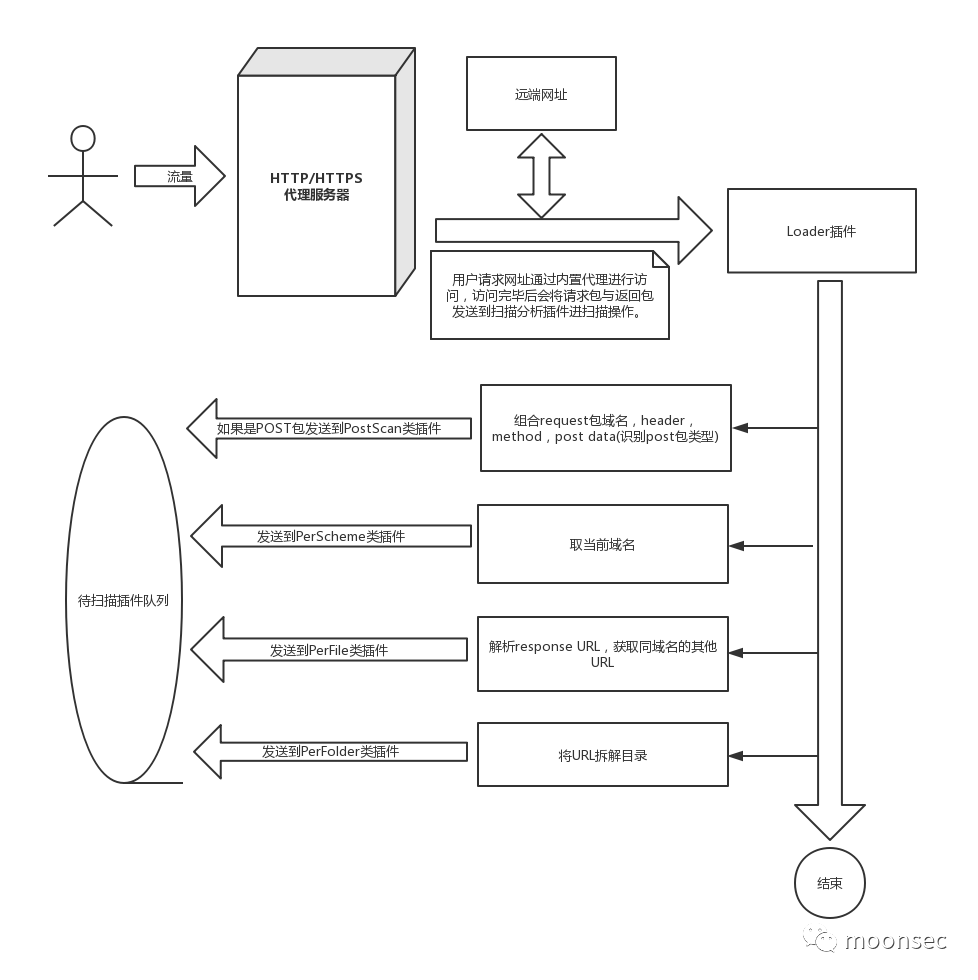 远端网址
流量
HTTP/HTTPS
代理服务器
Loader插件
用户请求网址通过内置代理进行访
问，访问完毕后会将请求包与返回包
发送到扫描分析插件进扫描操作。
如果是POST包发送到PostScan类插件
组合request包域名，header，
method，post data(识别post包类型)
发送到PerScheme类插件
取当前域名
待扫描插件队列
发送到PerFile类插件
解析response URL，获取同域名的其他
URL
发送到PerFolder类插件
将URL拆解目录
结束
moonsec